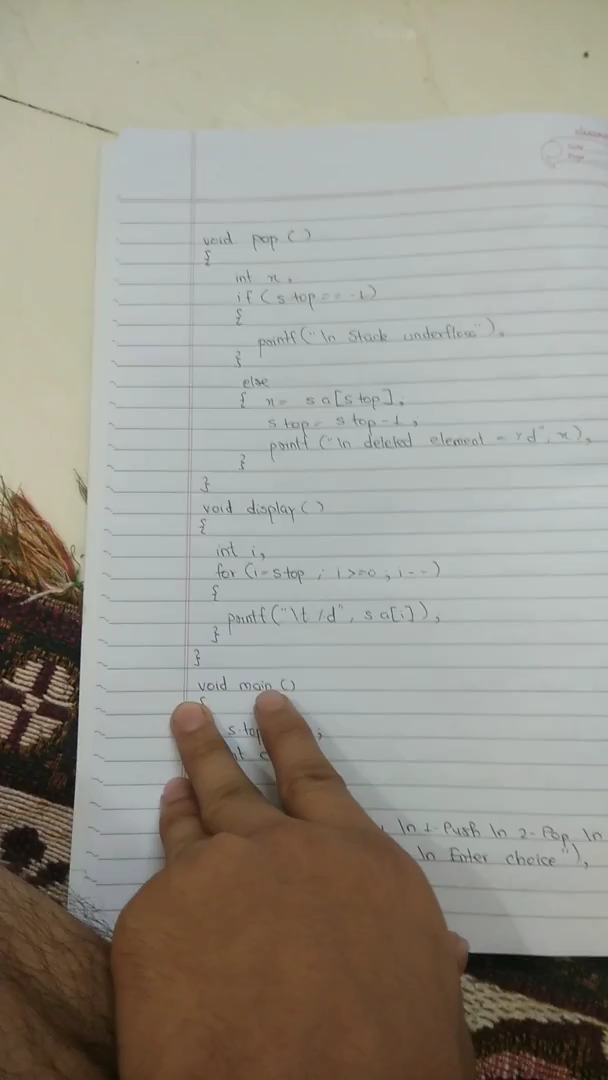 void pop ()
{
int x,
if (s top == -1)
{
printf("\n Stack underflow"),
}
else
{ x = s a[s top],
s top = s top-1,
printf ("\n deleted element = %d", x),
}
}
void display ()
{
int i,
for (i=s top ; i>=0 ; i--)
{
printf("\t %d", s a[i]),
}
}
void main ()
{
\n 1-Push \n 2-Pop \n
\n Enter choice"),